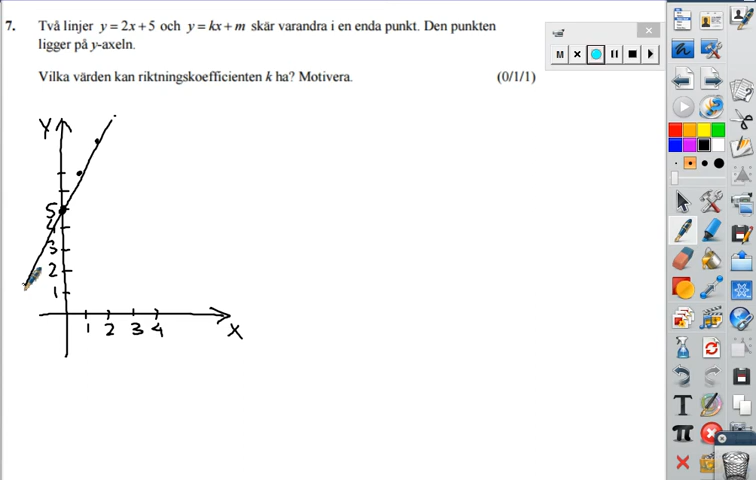 7. Två linjer y = 2x + 5 och y = kx + m skär varandra i en enda punkt. Den punkten
ligger på y-axeln.
Vilka värden kan riktningskoefficienten k ha? Motivera. (0/1/1)
M
Y
5
4
3
2
1
1 2 3 4
X
T
π